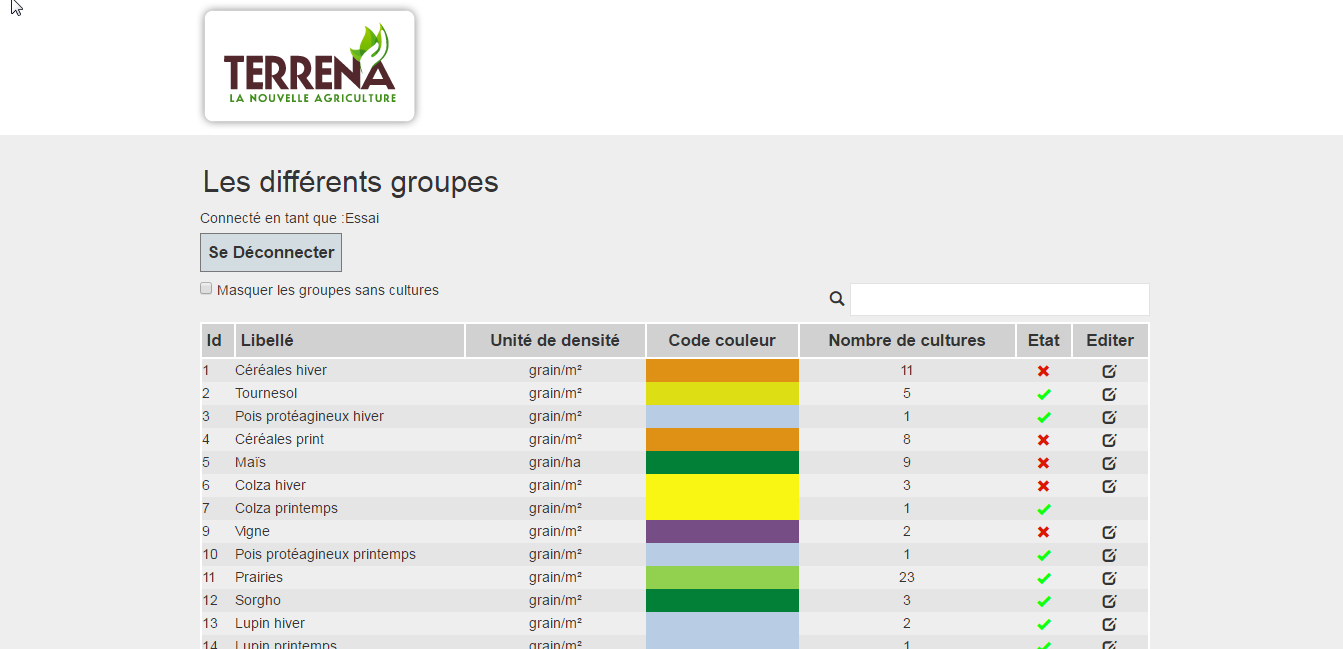 TERRENA
LA NOUVELLE AGRICULTURE
Les différents groupes
Connecté en tant que :Essai
Se Déconnecter
Masquer les groupes sans cultures
Id Libellé Unité de densité Code couleur Nombre de cultures Etat Editer
1 Céréales hiver grain/m² 11
2 Tournesol grain/m² 5
3 Pois protéagineux hiver grain/m² 1
4 Céréales print grain/m² 8
5 Maïs grain/ha 9
6 Colza hiver grain/m² 3
7 Colza printemps grain/m² 1
9 Vigne grain/m² 2
10 Pois protéagineux printemps grain/m² 1
11 Prairies grain/m² 23
12 Sorgho grain/m² 3
13 Lupin hiver grain/m² 2
14 Lupin printemps grain/m² 1